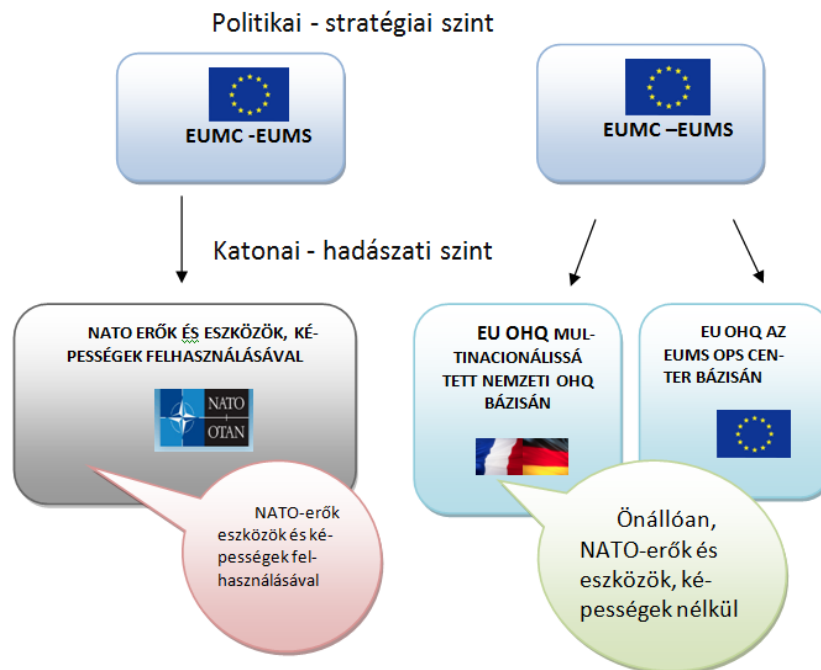 Politikai - stratégiai szint
EUMC -EUMS
EUMC –EUMS
Katonai - hadászati szint
NATO ERŐK ÉS ESZKÖZÖK, KÉ-
PESSÉGEK FELHASZNÁLÁSÁVAL
NATO
OTAN
EU OHQ MUL-
TINACIONÁLISSÁ
TETT NEMZETI OHQ
BÁZISÁN
EU OHQ AZ
EUMS OPS CEN-
TER BÁZISÁN
NATO-erők
eszközök és ké-
pességek fel-
használásával
Önállóan,
NATO-erők és
eszközök, ké-
pességek nélkül